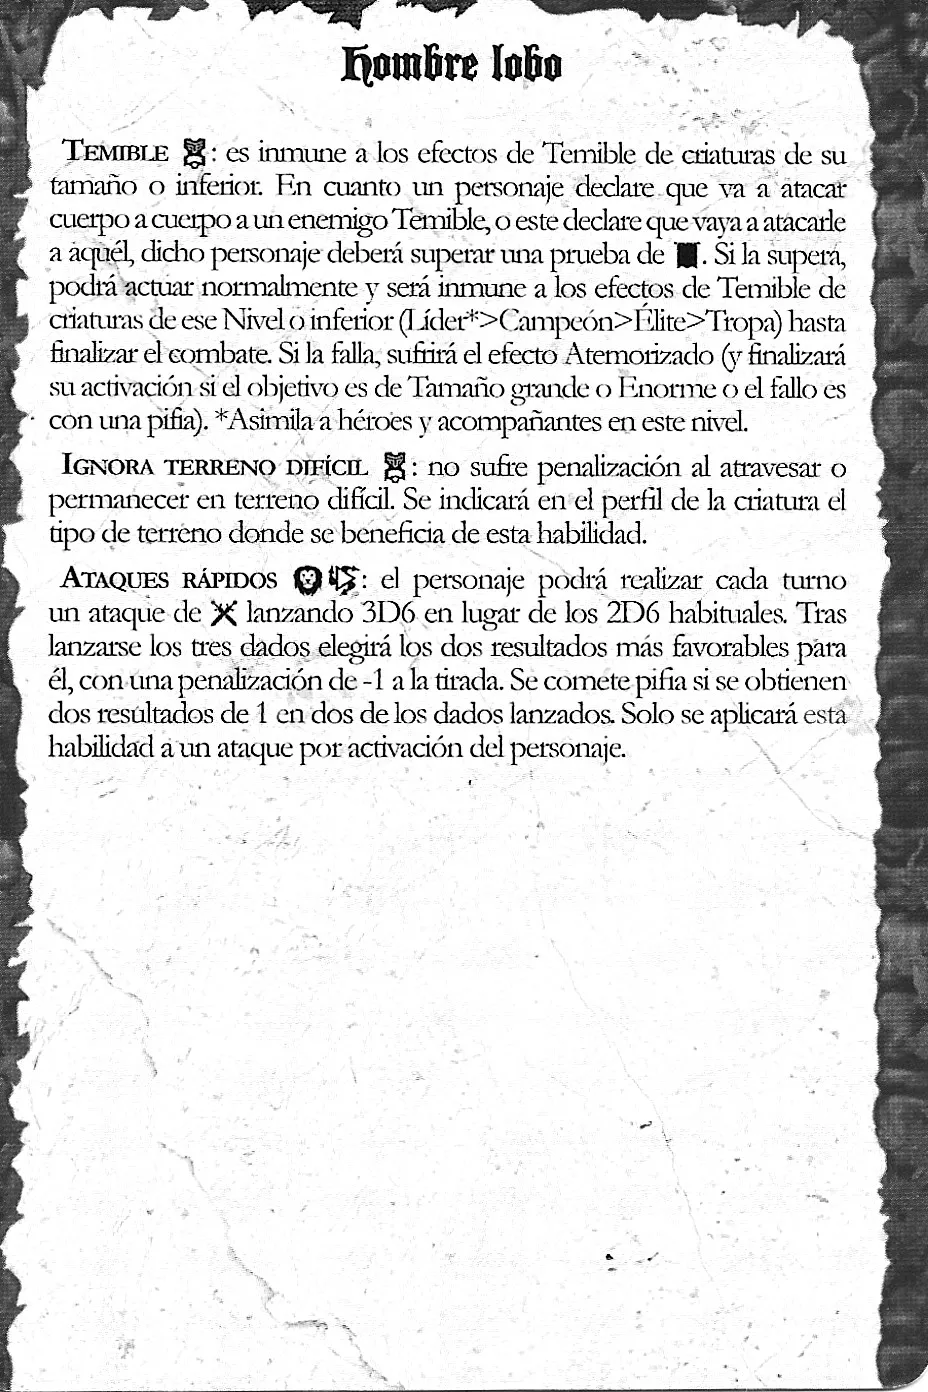 Hombre lobo
TEMIBLE : es inmune a los efectos de Temible de criaturas de su
tamaño o inferior. En cuanto un personaje declare que va a atacar
cuerpo a cuerpo a un enemigo Temible, o este declare que vaya a atacarle
a aquél, dicho personaje deberá superar una prueba de . Si la supera,
podrá actuar normalmente y será inmune a los efectos de Temible de
criaturas de ese Nivel o inferior (Líder*>Campeón>Élite>Tropa) hasta
finalizar el combate. Si la falla, sufrirá el efecto Atemorizado (y finalizará
su activación si el objetivo es de Tamaño grande o Enorme o el fallo es
con una pifia). *Asimila a héroes y acompañantes en este nivel.
IGNORA TERRENO DIFÍCIL : no sufre penalización al atravesar o
permanecer en terreno difícil. Se indicará en el perfil de la criatura el
tipo de terreno donde se beneficia de esta habilidad.
ATAQUES RÁPIDOS : el personaje podrá realizar cada turno
un ataque de lanzando 3D6 en lugar de los 2D6 habituales. Tras
lanzarse los tres dados elegirá los dos resultados más favorables para
él, con una penalización de -1 a la tirada. Se comete pifia si se obtienen
dos resultados de 1 en dos de los dados lanzados. Solo se aplicará esta
habilidad a un ataque por activación del personaje.